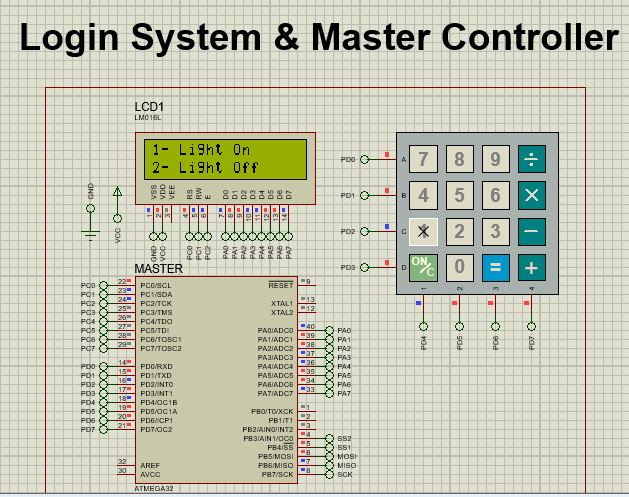 Login System & Master Controller
LCD1
LM016L
1- Light On
2- Light Off
GND
VCC
VSS VDD VEE RS RW E D0 D1 D2 D3 D4 D5 D6 D7
1 2 3 4 5 6 7 8 9 10 11 12 13 14
GND VCC PC0 PC1 PC2 PA0 PA1 PA2 PA3 PA4 PA5 PA6 PA7
PD0 A 7 8 9 ÷
PD1 B 4 5 6 ×
PD2 C 2 3 −
PD3 D ON/C 0 = +
1 2 3 4
PD4 PD5 PD6 PD7
MASTER
PC0 22 PC0/SCL RESET 9
PC1 23 PC1/SDA
PC2 24 PC2/TCK XTAL1 13
PC3 25 PC3/TMS XTAL2 12
PC4 26 PC4/TDO
PC5 27 PC5/TDI PA0/ADC0 40 PA0
PC6 28 PC6/TOSC1 PA1/ADC1 39 PA1
PC7 29 PC7/TOSC2 PA2/ADC2 38 PA2
PA3/ADC3 37 PA3
PD0 14 PD0/RXD PA4/ADC4 36 PA4
PD1 15 PD1/TXD PA5/ADC5 35 PA5
PD2 16 PD2/INT0 PA6/ADC6 34 PA6
PD3 17 PD3/INT1 PA7/ADC7 33 PA7
PD4 18 PD4/OC1B
PD5 19 PD5/OC1A PB0/T0/XCK 1
PD6 20 PD6/ICP1 PB1/T1 2
PD7 21 PD7/OC2 PB2/AIN0/INT2 3
PB3/AIN1/OC0 4 SS2
PB4/SS 5 SS1
PB5/MOSI 6 MOSI
32 AREF PB6/MISO 7 MISO
30 AVCC PB7/SCK 8 SCK
ATMEGA32